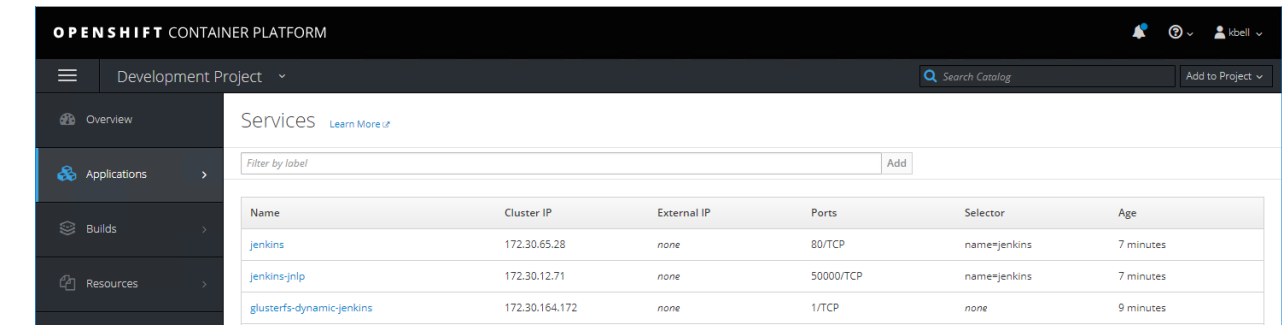 OPENSHIFT CONTAINER PLATFORM
kbell
Development Project
Search Catalog
Add to Project
Overview
Applications
Builds
Resources
Services Learn More
Filter by label
Add
Name Cluster IP External IP Ports Selector Age
jenkins 172.30.65.28 none 80/TCP name=jenkins 7 minutes
jenkins-jnlp 172.30.12.71 none 50000/TCP name=jenkins 7 minutes
glusterfs-dynamic-jenkins 172.30.164.172 none 1/TCP none 9 minutes